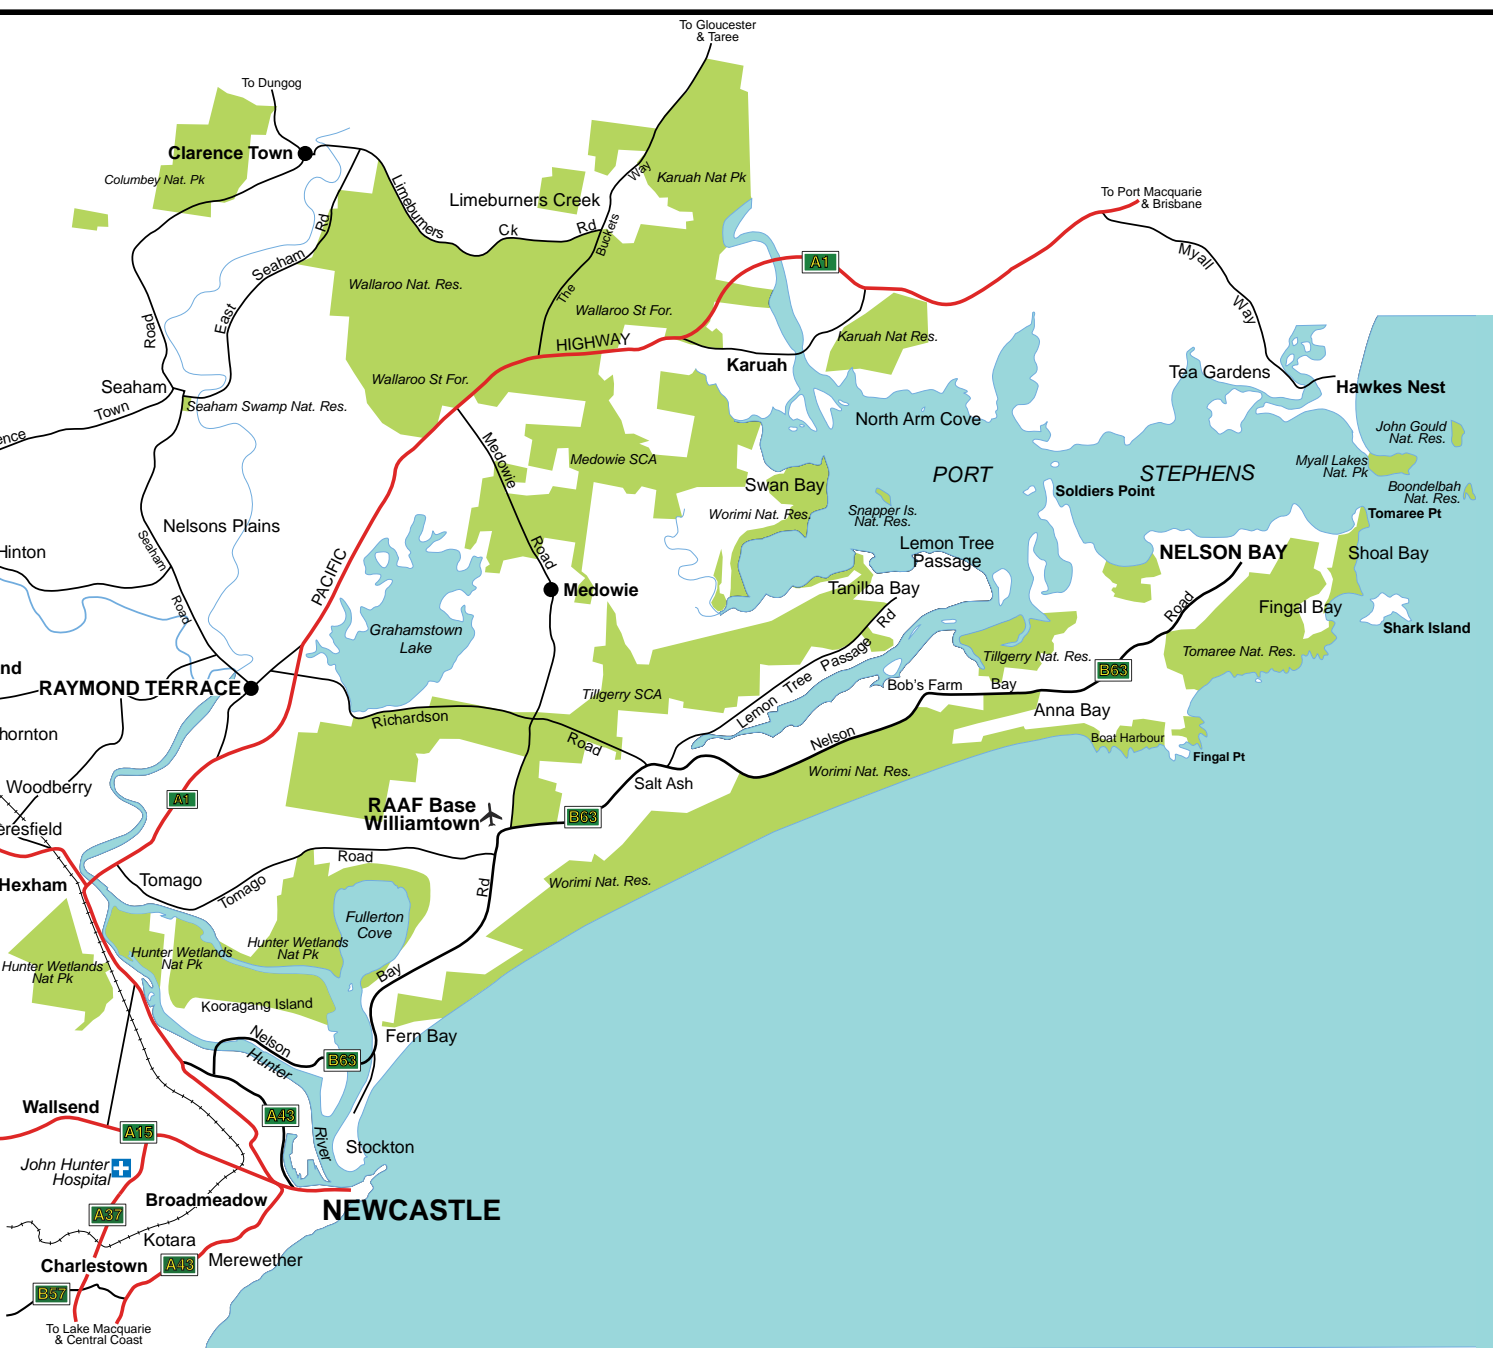 To Gloucester
& Taree
To Dungog
Clarence Town
Columbey Nat. Pk
Karuah Nat Pk
Way
Limeburners
Limeburners Creek
Ck
Rd
Buckets
The
To Port Macquarie
& Brisbane
Myall
Way
Rd
Seaham
East
Road
Wallaroo Nat. Res.
Wallaroo St For.
A1
HIGHWAY
Karuah Nat Res.
Karuah
Wallaroo St For.
Seaham
Town
Seaham Swamp Nat. Res.
Tea Gardens
Hawkes Nest
North Arm Cove
John Gould
Nat. Res.
Myall Lakes
Nat. Pk
Boondelbah
Nat. Res.
Medowie
Medowie SCA
PORT
STEPHENS
Swan Bay
Soldiers Point
Worimi Nat. Res.
Snapper Is.
Nat. Res.
Tomaree Pt
Nelsons Plains
Seaham
Road
Hinton
PACIFIC
Road
Medowie
Lemon Tree
Passage
NELSON BAY
Shoal Bay
Tanilba Bay
Fingal Bay
Road
Shark Island
Grahamstown
Lake
Rd
Passage
Tree
Lemon
Tillgerry Nat. Res.
Tomaree Nat. Res.
B63
RAYMOND TERRACE
Tillgerry SCA
Bob's Farm
Bay
Anna Bay
Richardson
Road
Nelson
Boat Harbour
Fingal Pt
Worimi Nat. Res.
Salt Ash
Woodberry
A1
RAAF Base
Williamtown
B63
Hexham
Tomago
Tomago
Road
Rd
Worimi Nat. Res.
Fullerton
Cove
Hunter Wetlands
Nat Pk
Hunter Wetlands
Nat Pk
Hunter Wetlands
Nat Pk
Bay
Kooragang Island
Fern Bay
Nelson
B63
Hunter
River
Wallsend
A15
A43
Stockton
John Hunter
Hospital
Broadmeadow
NEWCASTLE
A37
Kotara
Charlestown
A43
Merewether
B57
To Lake Macquarie
& Central Coast